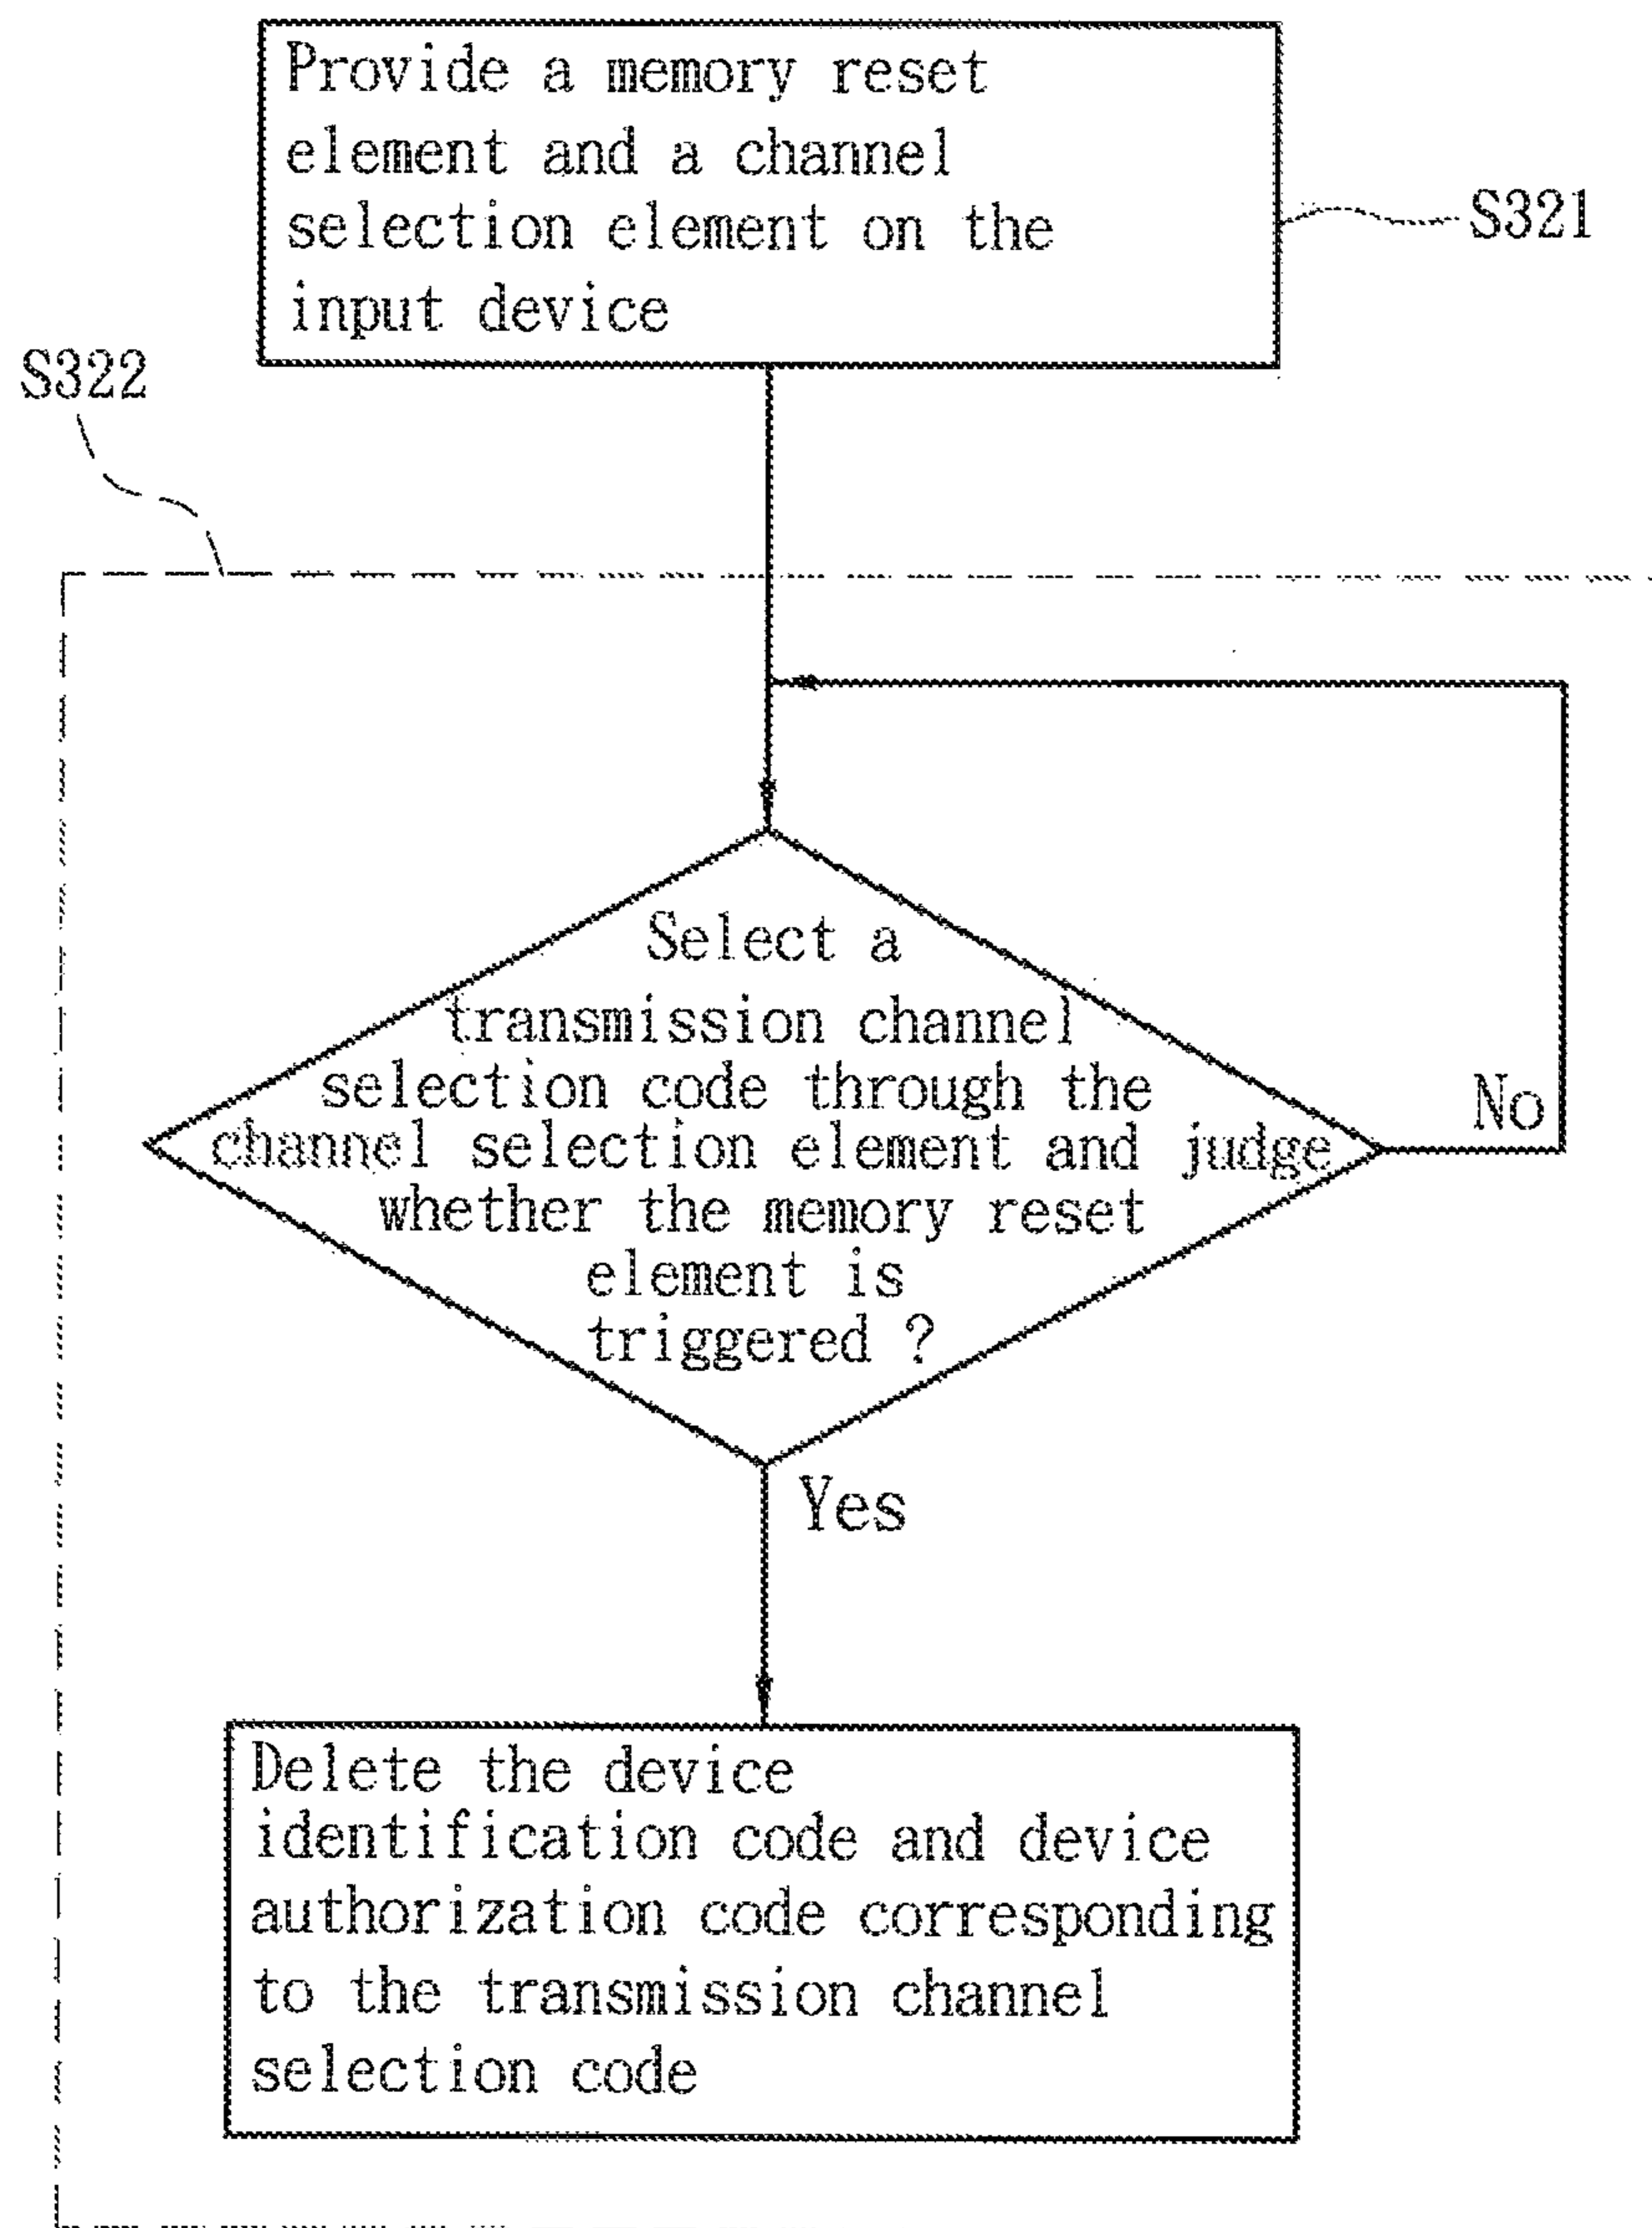 Provide a memory reset
element and a channel
selection element on the
input device
S321
S322
Select a
transmission channel
selection code through the
channel selection element and judge
whether the memory reset
element is
triggered ?
No
Yes
Delete the device
identification code and device
authorization code corresponding
to the transmission channel
selection code